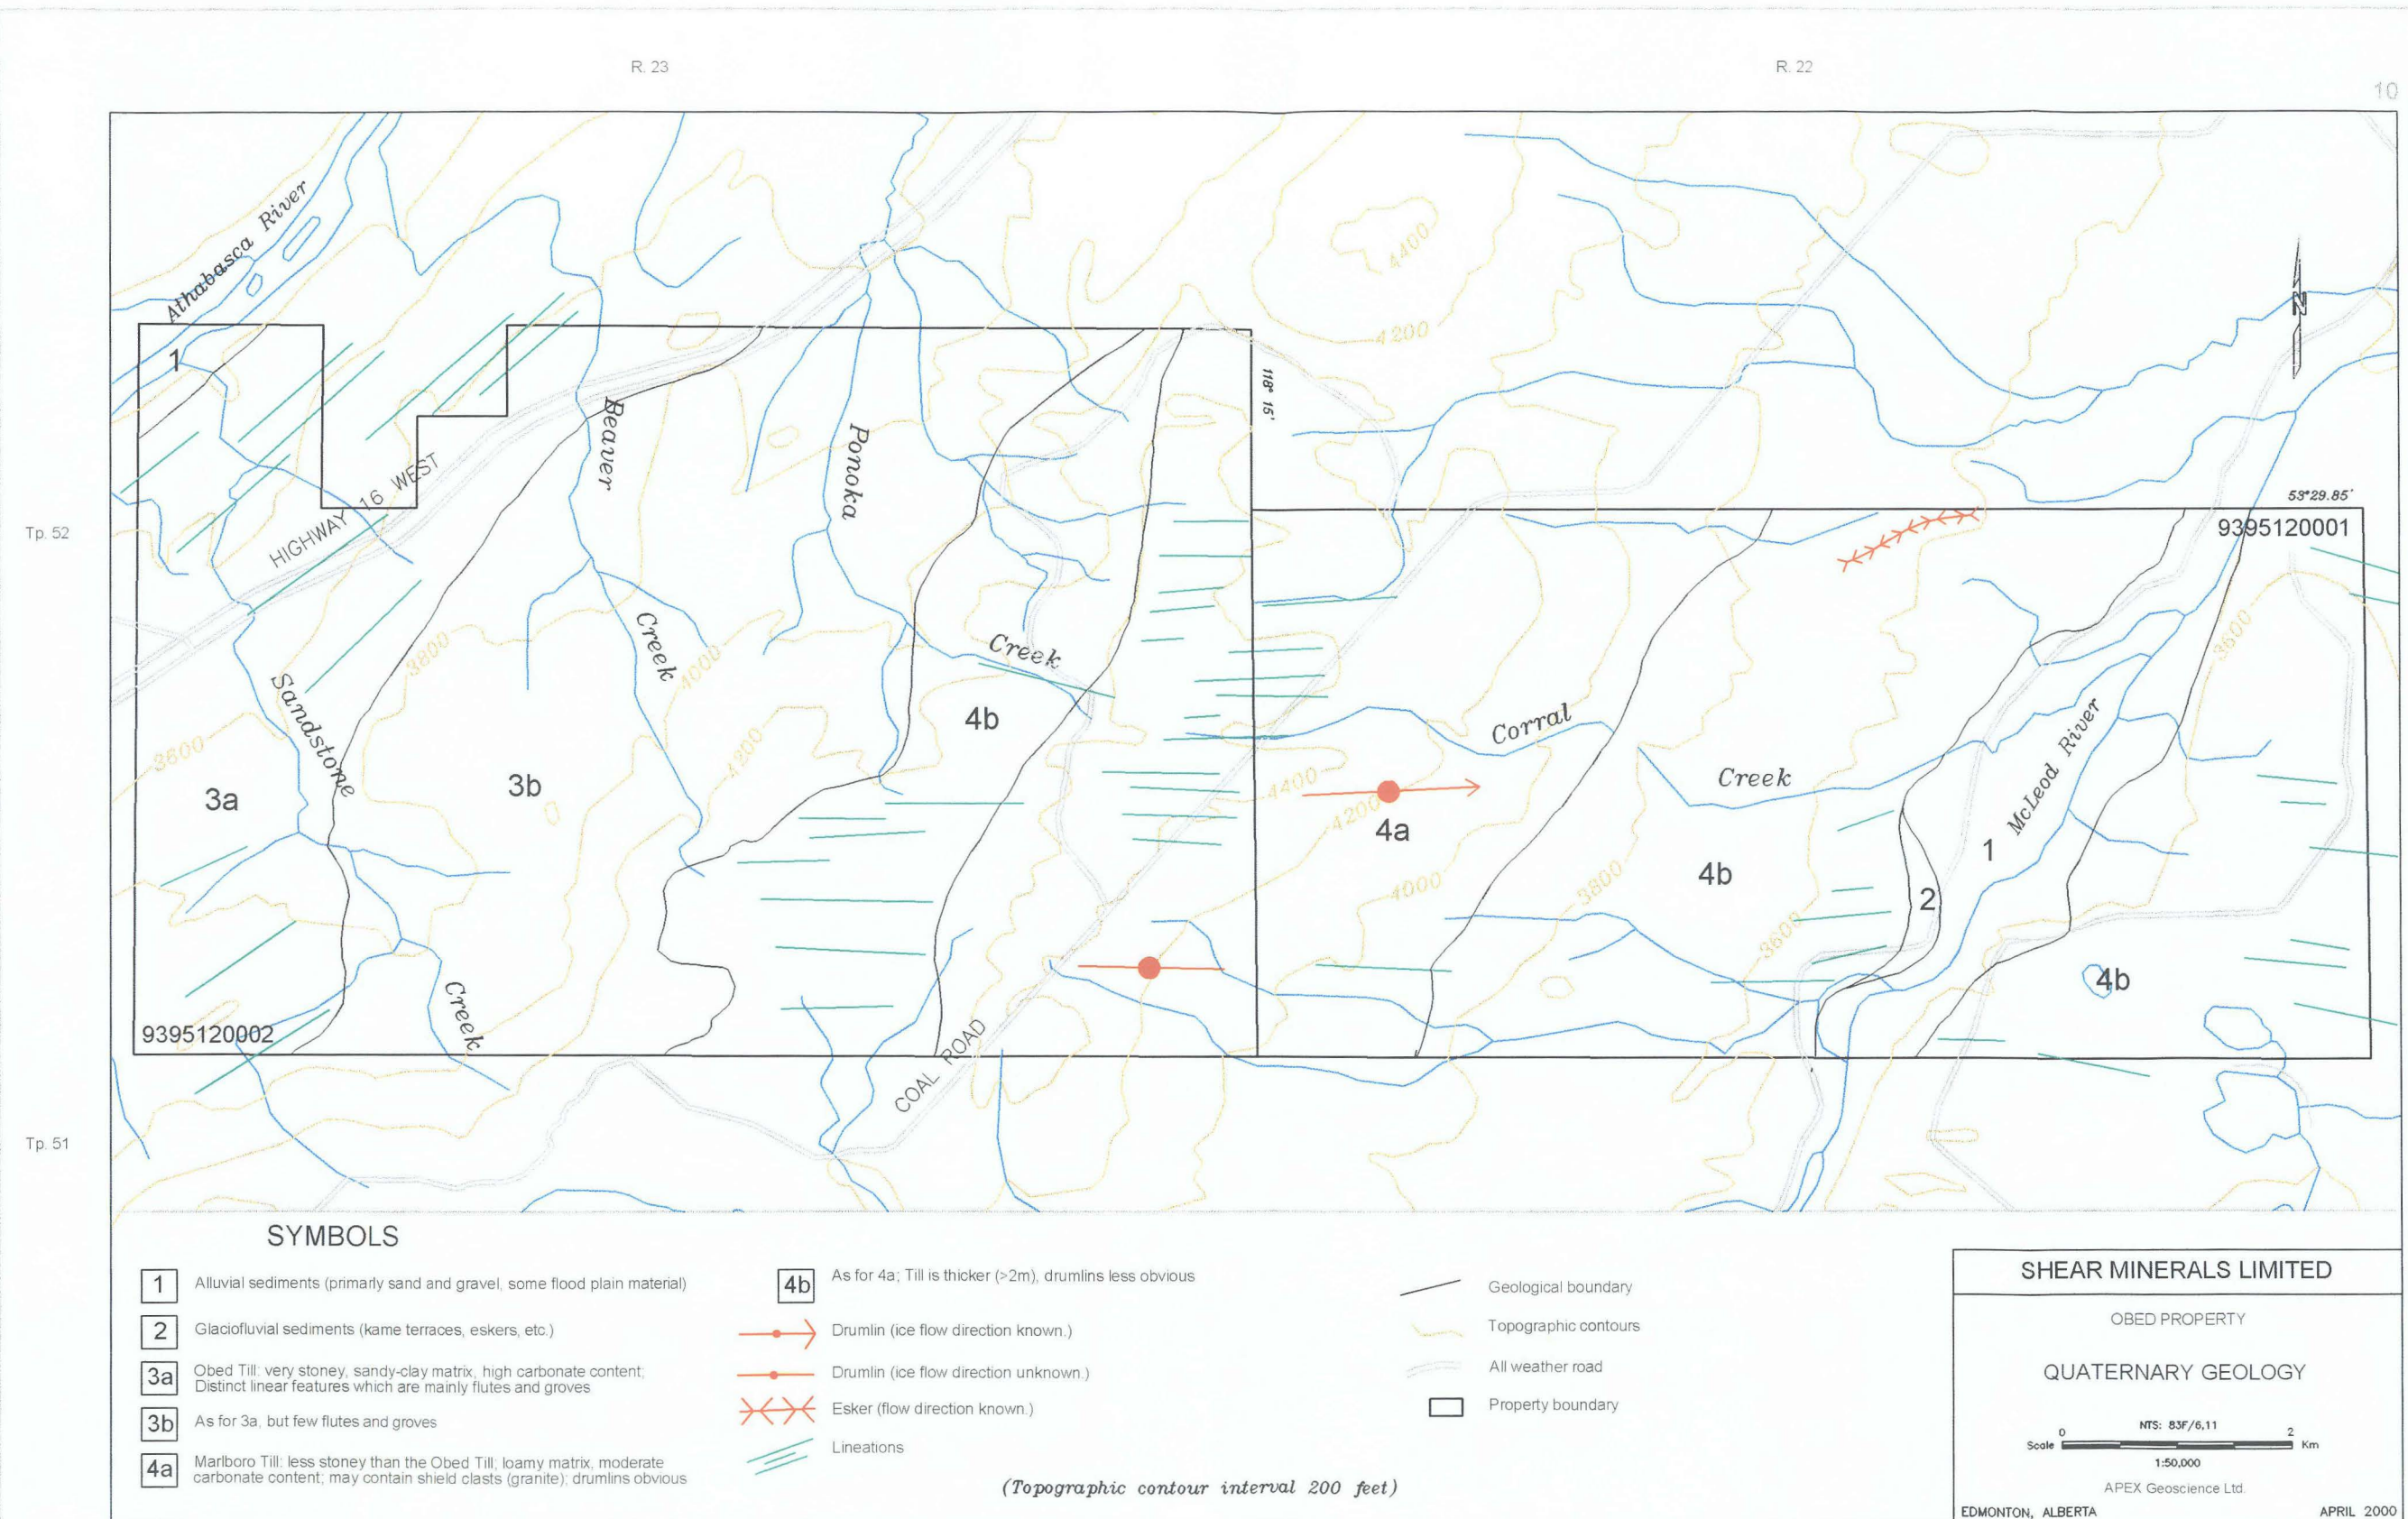 R. 23
R. 22
10
Athabasca River
4400
4200
118° 15'
1
Beaver
Ponoka
HIGHWAY 16 WEST
53°29.85'
9395120001
Tp. 52
Creek
Creek
3800
4000
3600
Sandstone
4b
Corral
McLeod River
3600
4200
3a
3b
4400
4200
Creek
4a
1
4000
3800
4b
2
3600
4b
Creek
9395120002
COAL ROAD
Tp. 51
SYMBOLS
1 Alluvial sediments (primarly sand and gravel, some flood plain material)
2 Glaciofluvial sediments (kame terraces, eskers, etc.)
3a Obed Till: very stoney, sandy-clay matrix, high carbonate content;
Distinct linear features which are mainly flutes and groves
3b As for 3a, but few flutes and groves
4a Marlboro Till: less stoney than the Obed Till; loamy matrix, moderate
carbonate content; may contain shield clasts (granite); drumlins obvious
4b As for 4a; Till is thicker (>2m), drumlins less obvious
Drumlin (ice flow direction known.)
Drumlin (ice flow direction unknown.)
Esker (flow direction known.)
Lineations
Geological boundary
Topographic contours
All weather road
Property boundary
(Topographic contour interval 200 feet)
SHEAR MINERALS LIMITED
OBED PROPERTY
QUATERNARY GEOLOGY
NTS: 83F/6,11
0 2
Scale Km
1:50,000
APEX Geoscience Ltd.
EDMONTON, ALBERTA APRIL 2000
N